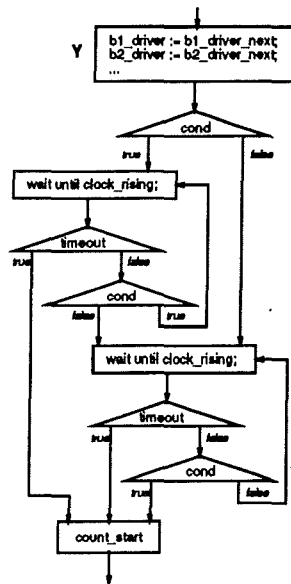 Y
b1_driver := b1_driver_next;
b2_driver := b2_driver_next;
...
cond
true false
wait until clock_rising;
timeout
true false
cond
false true
wait until clock_rising;
timeout
true false
cond
true false
count_start